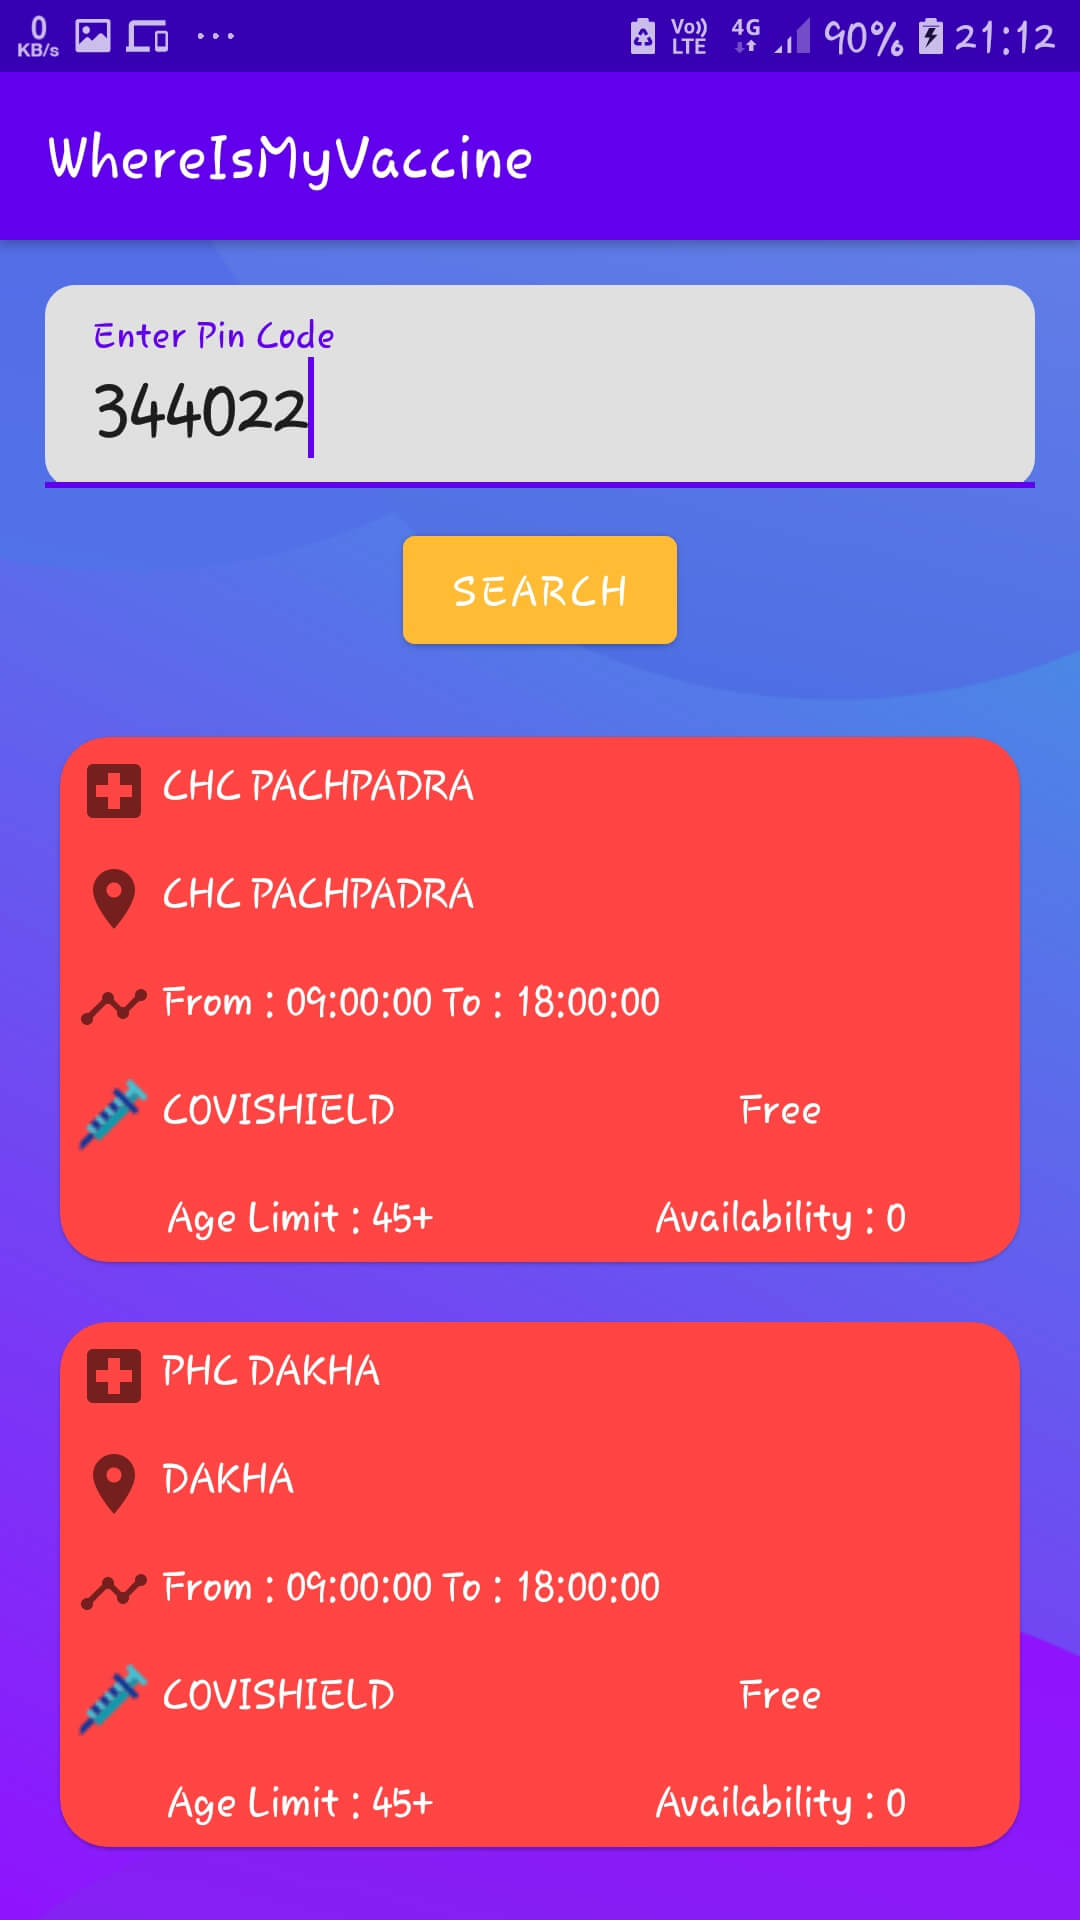 0 KB/s ... Vo)) LTE 4G 90% 21:12
WhereIsMyVaccine
Enter Pin Code
344022
SEARCH
CHC PACHPADRA
CHC PACHPADRA
From : 09:00:00 To : 18:00:00
COVISHIELD Free
Age Limit : 45+ Availability : 0
PHC DAKHA
DAKHA
From : 09:00:00 To : 18:00:00
COVISHIELD Free
Age Limit : 45+ Availability : 0